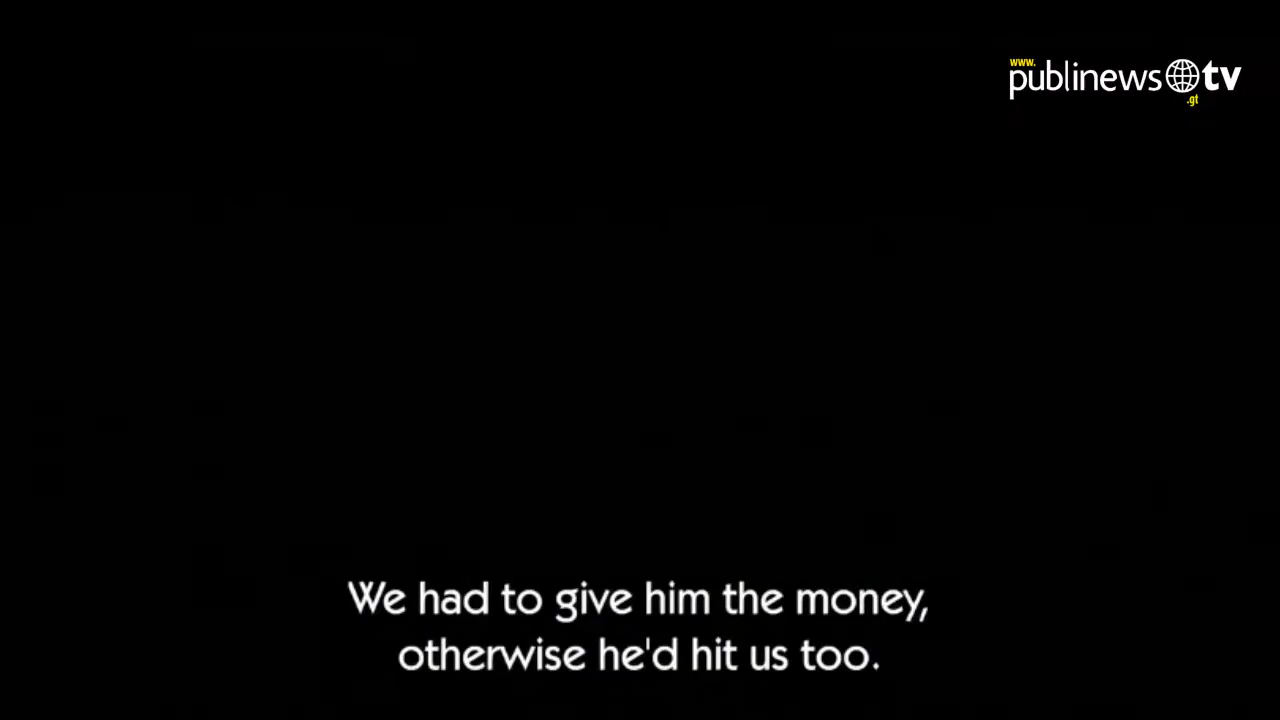 www.
publinews tv
.gt
We had to give him the money,
otherwise he'd hit us too.